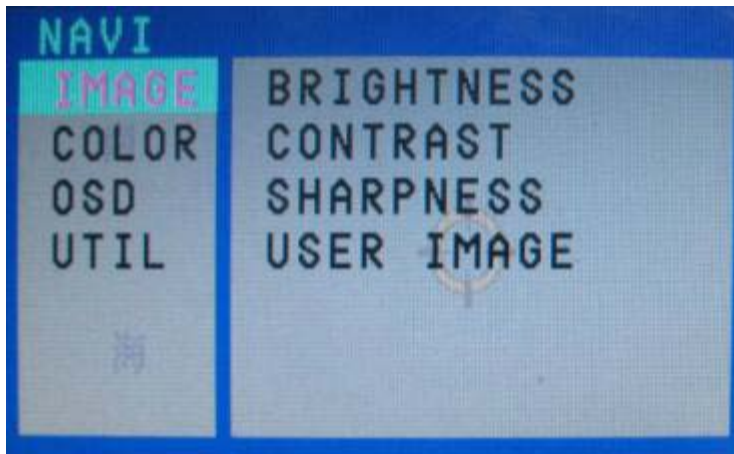 NAVI
IMAGE
COLOR
OSD
UTIL
BRIGHTNESS
CONTRAST
SHARPNESS
USER IMAGE